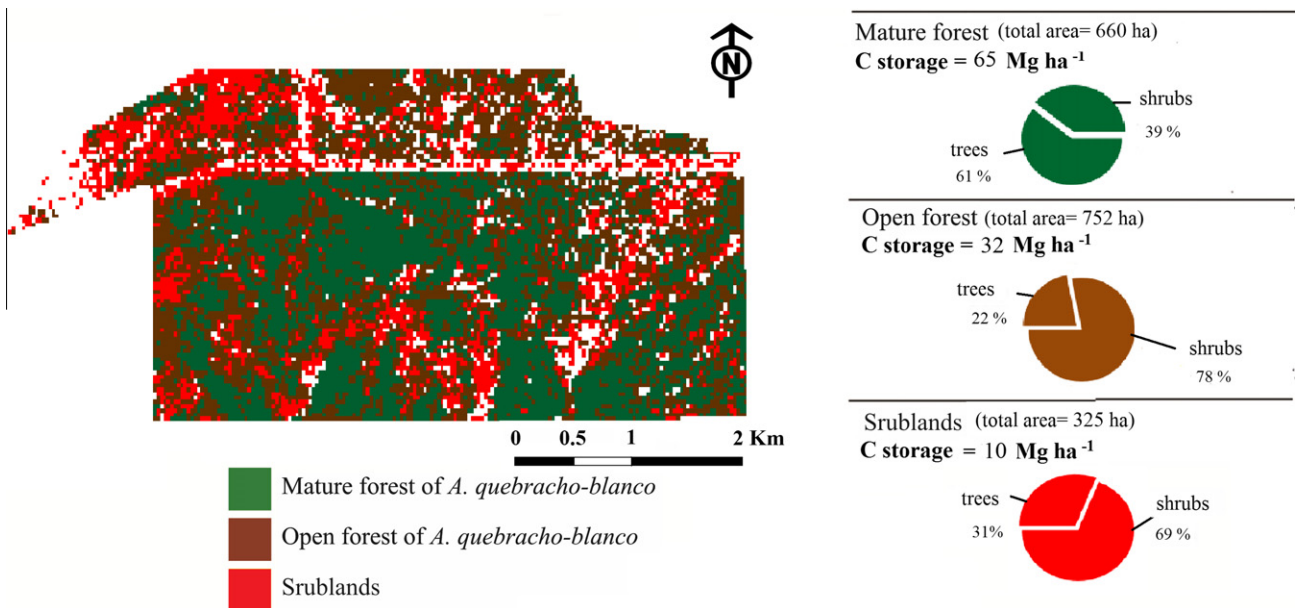 N
0 0.5 1 2 Km
Mature forest of A. quebracho-blanco
Open forest of A. quebracho-blanco
Srublands
Mature forest (total area= 660 ha)
C storage = 65 Mg ha -1
shrubs
39 %
trees
61 %
Open forest (total area= 752 ha)
C storage = 32 Mg ha -1
trees
22 %
shrubs
78 %
Srublands (total area= 325 ha)
C storage = 10 Mg ha -1
trees
31%
shrubs
69 %